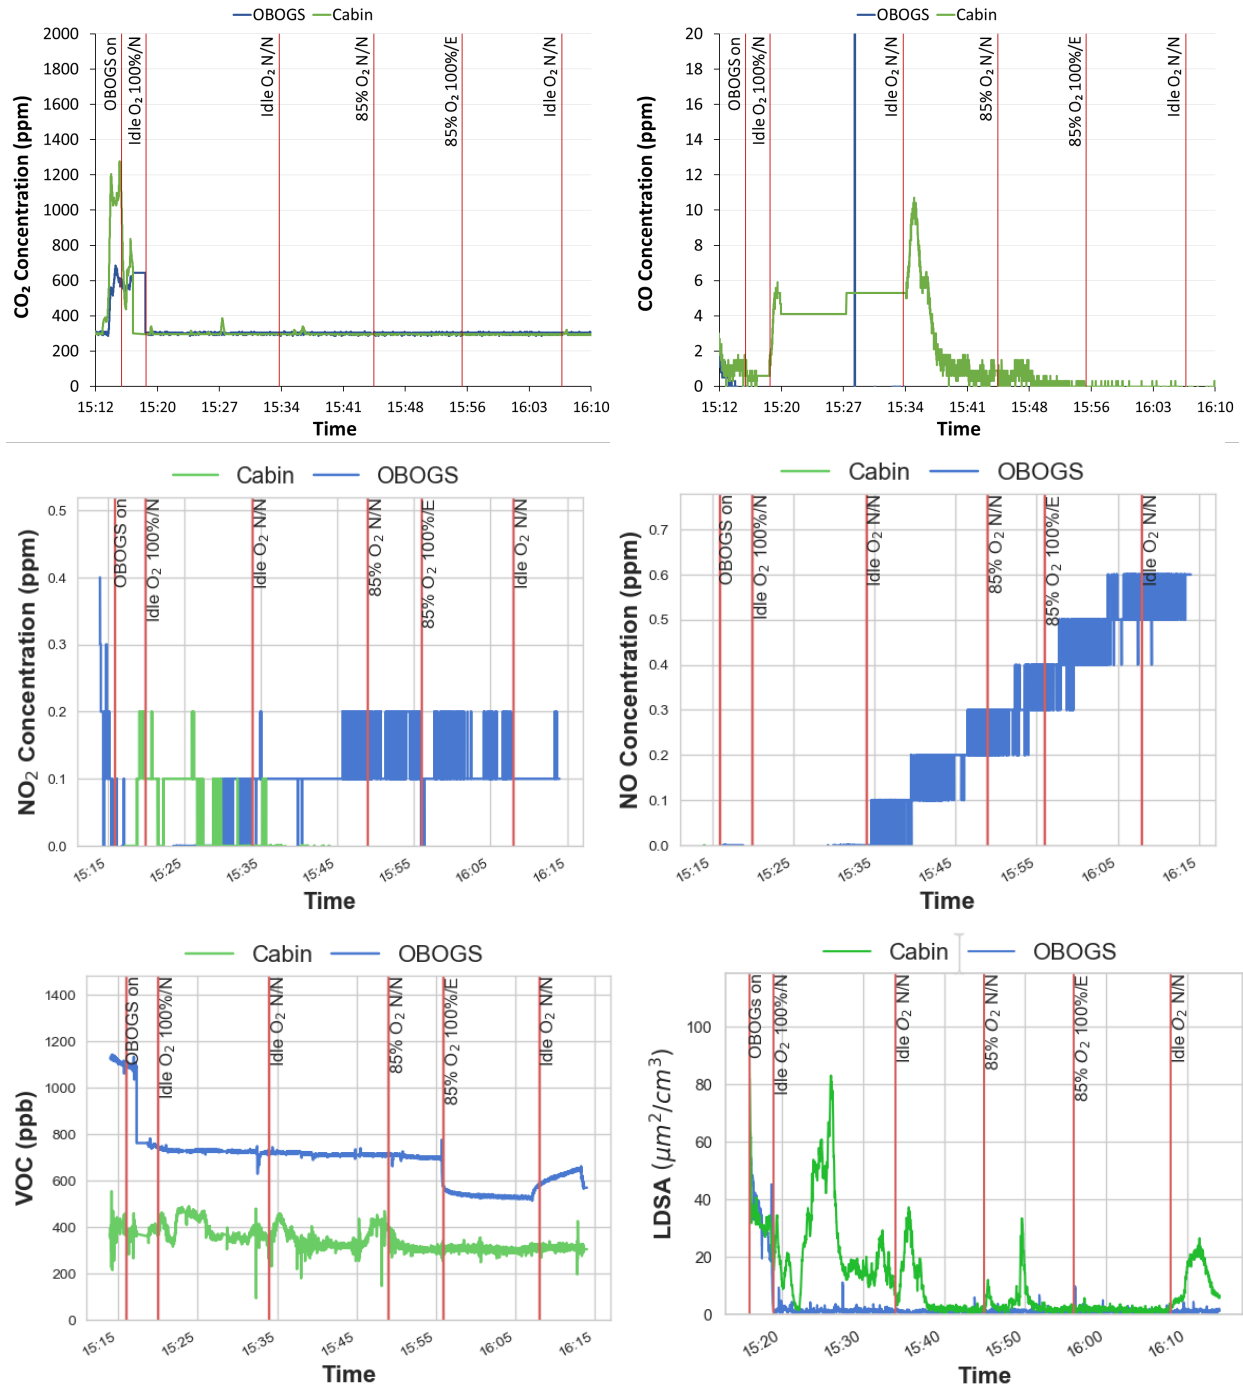 OBOGS Cabin
CO₂ Concentration (ppm)
2000
1800
1600
1400
1200
1000
800
600
400
200
0
OBOGS on
Idle O₂ 100%/N
Idle O₂ N/N
85% O₂ N/N
85% O₂ 100%/E
Idle O₂ N/N
15:12 15:20 15:27 15:34 15:41 15:48 15:56 16:03 16:10
Time
OBOGS Cabin
CO Concentration (ppm)
20
18
16
14
12
10
8
6
4
2
0
OBOGS on
Idle O₂ 100%/N
Idle O₂ N/N
85% O₂ N/N
85% O₂ 100%/E
Idle O₂ N/N
15:12 15:20 15:27 15:34 15:41 15:48 15:56 16:03 16:10
Time
Cabin OBOGS
NO₂ Concentration (ppm)
0.5
0.4
0.3
0.2
0.1
0.0
OBOGS on
Idle O₂ 100%/N
Idle O₂ N/N
85% O₂ N/N
85% O₂ 100%/E
Idle O₂ N/N
15:15 15:25 15:35 15:45 15:55 16:05 16:15
Time
Cabin OBOGS
NO Concentration (ppm)
0.7
0.6
0.5
0.4
0.3
0.2
0.1
0.0
OBOGS on
Idle O₂ 100%/N
Idle O₂ N/N
85% O₂ N/N
85% O₂ 100%/E
Idle O₂ N/N
15:15 15:25 15:35 15:45 15:55 16:05 16:15
Time
Cabin OBOGS
VOC (ppb)
1400
1200
1000
800
600
400
200
0
OBOGS on
Idle O₂ 100%/N
Idle O₂ N/N
85% O₂ N/N
85% O₂ 100%/E
Idle O₂ N/N
15:15 15:25 15:35 15:45 15:55 16:05 16:15
Time
Cabin OBOGS
LDSA (μm²/cm³)
100
80
60
40
20
0
OBOGs on
Idle O₂ 100%/N
Idle O₂ N/N
85% O₂ N/N
85% O₂ 100%/E
Idle O₂ N/N
15:20 15:30 15:40 15:50 16:00 16:10
Time